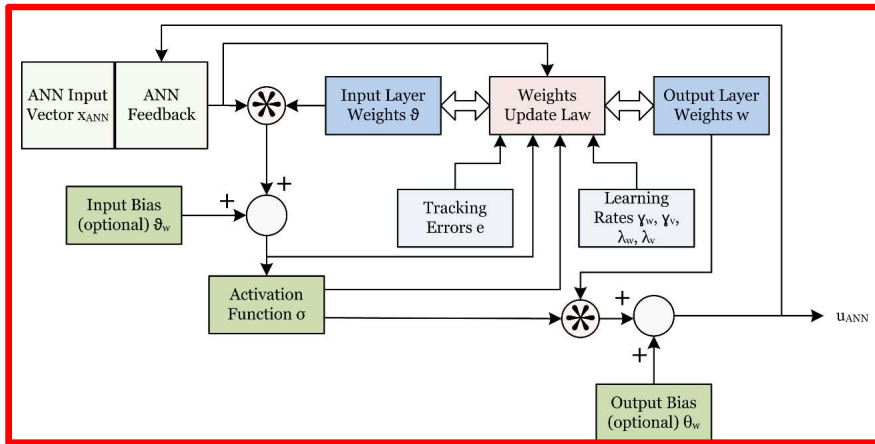 ANN Input
Vector xANN
ANN
Feedback
Input Layer
Weights ϑ
Weights
Update Law
Output Layer
Weights w
Input Bias
(optional) ϑw
+
+
Tracking
Errors e
Learning
Rates γw, γv,
λw, λv
Activation
Function σ
+
+
uANN
Output Bias
(optional) θw